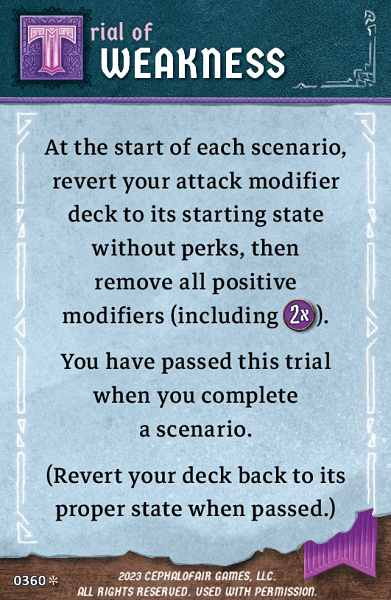 Trial of
WEAKNESS
At the start of each scenario,
revert your attack modifier
deck to its starting state
without perks, then
remove all positive
modifiers (including 2x).
You have passed this trial
when you complete
a scenario.
(Revert your deck back to its
proper state when passed.)
0360
2023 CEPHALOFAIR GAMES, LLC.
ALL RIGHTS RESERVED. USED WITH PERMISSION.